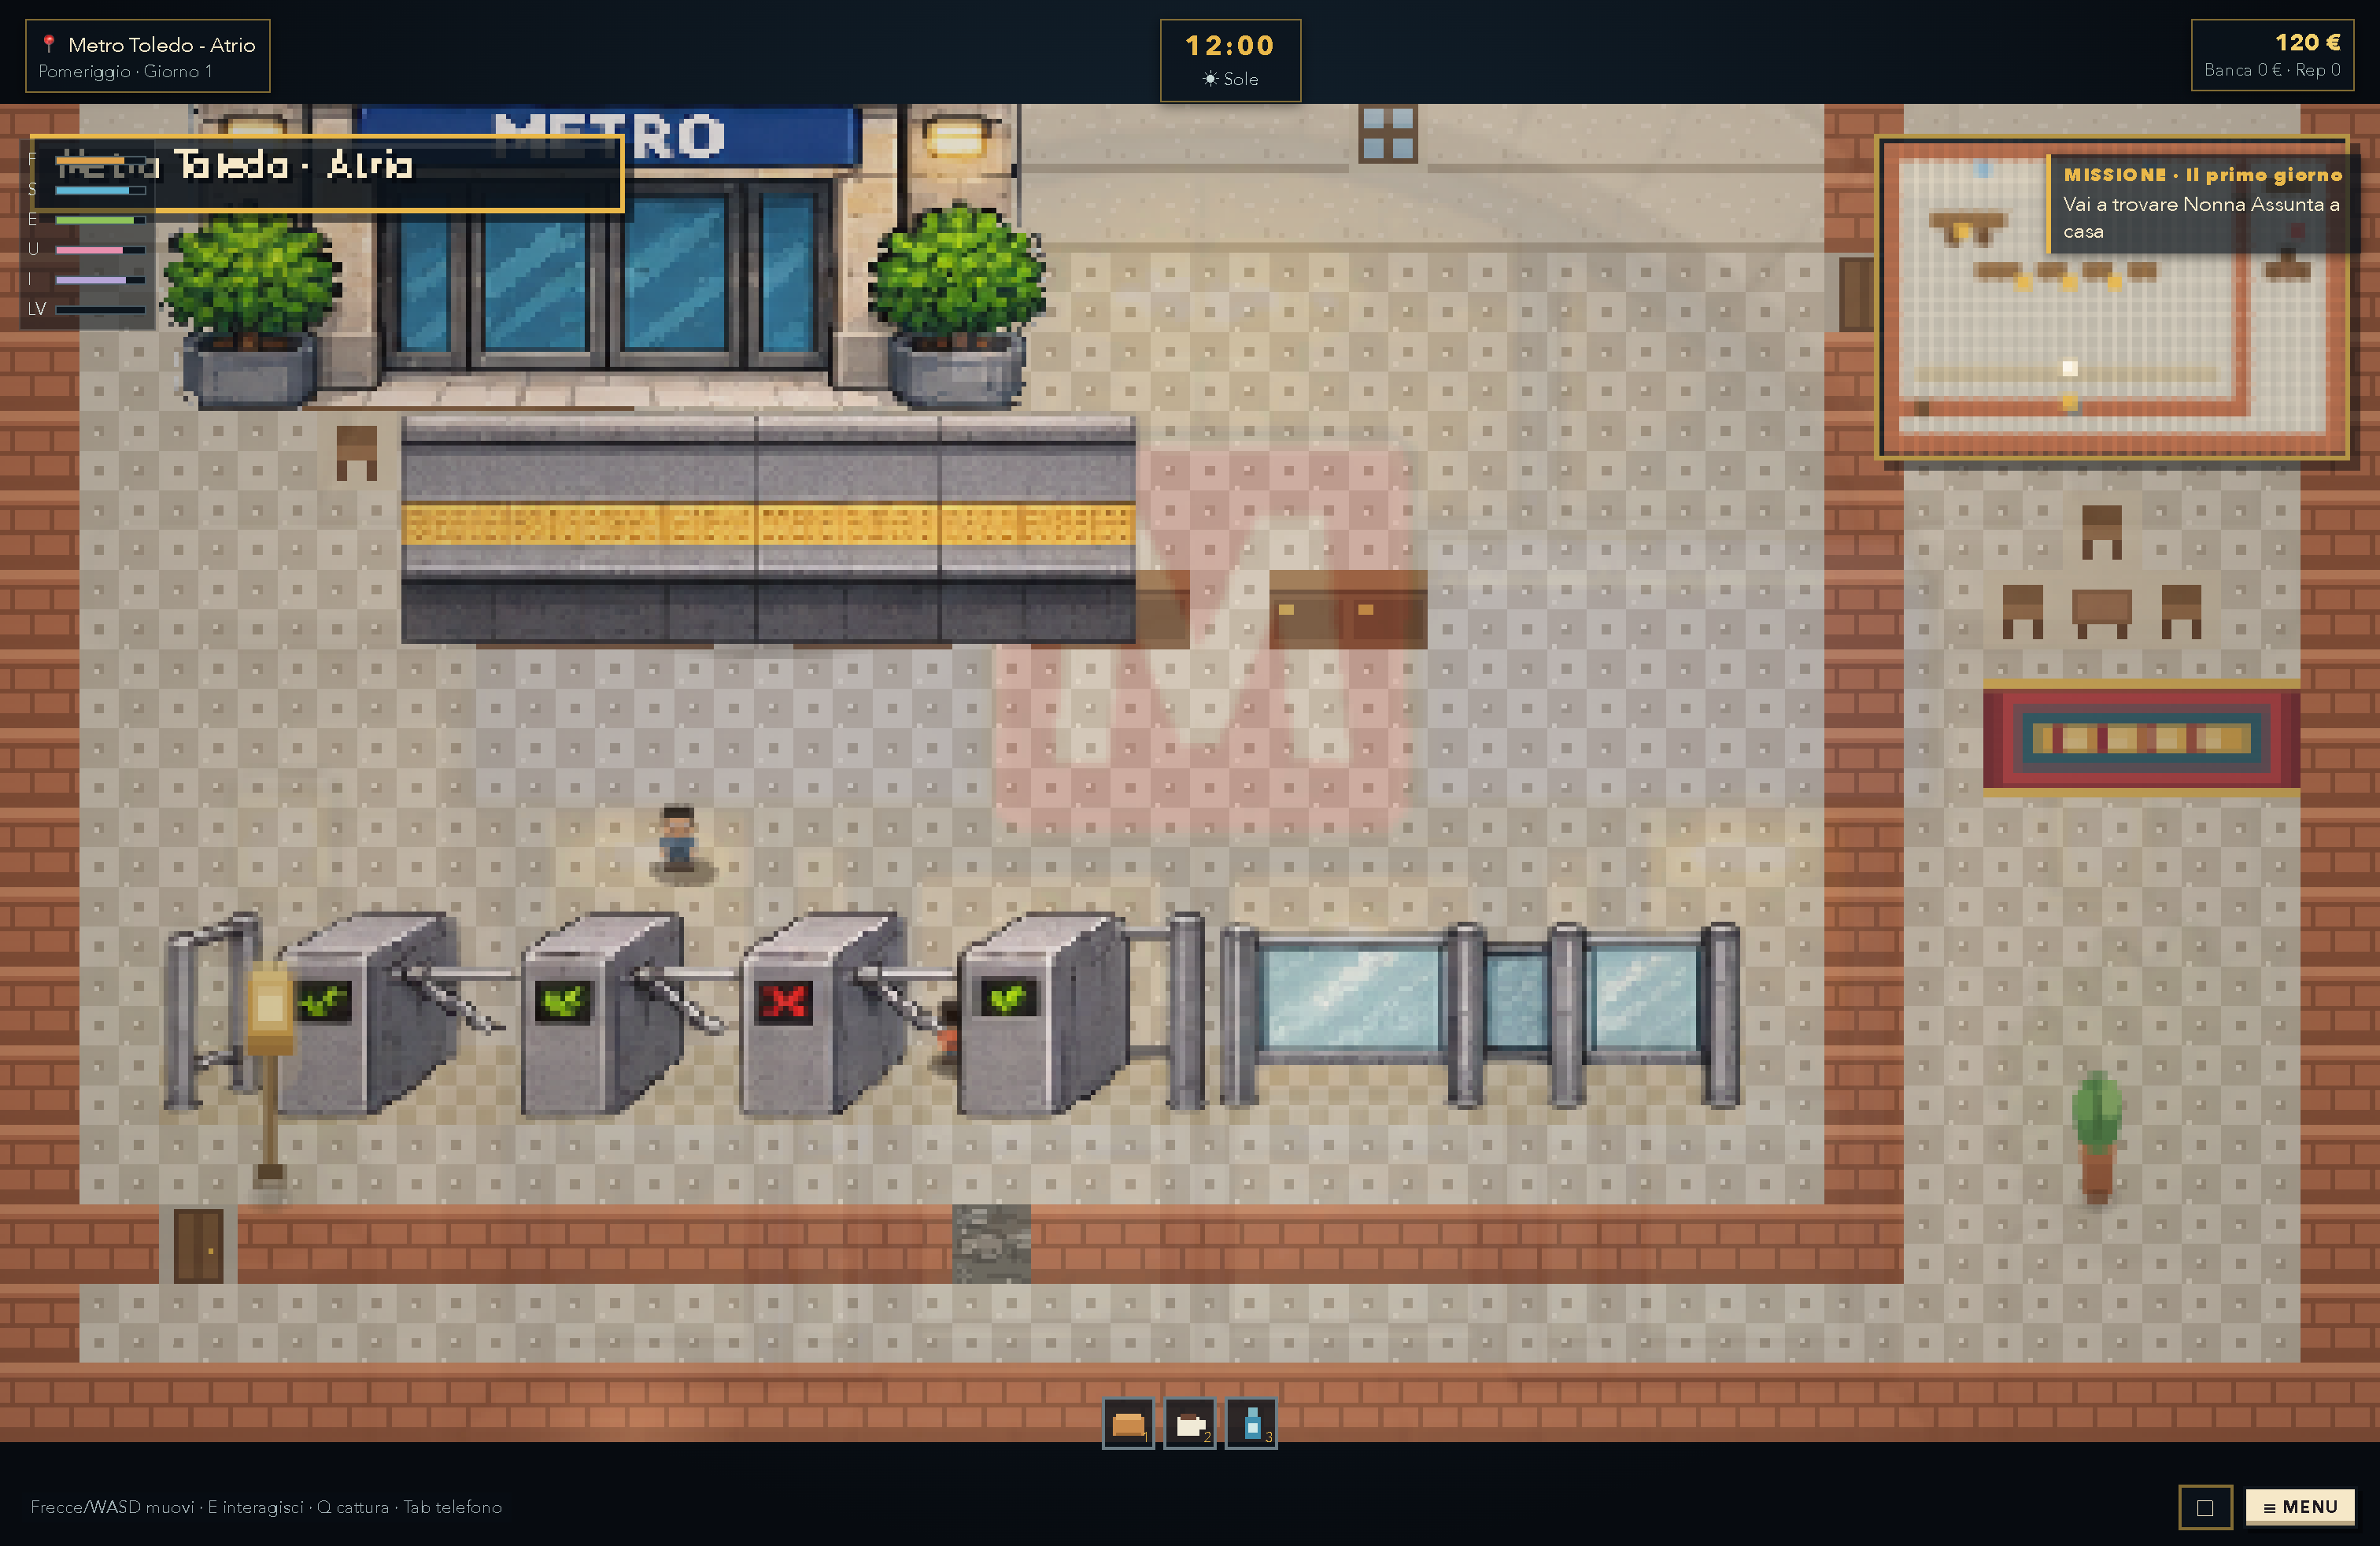 📍 Metro Toledo - Atrio
Pomeriggio · Giorno 1
12:00
☀ Sole
120 €
Banca 0 € · Rep 0
METRO
Metro Toledo · Atrio
F
S
E
U
I
LV
MISSIONE · Il primo giorno
Vai a trovare Nonna Assunta a
casa
M
1
2
3
Frecce/WASD muovi · E interagisci · Q cattura · Tab telefono
≡ MENU